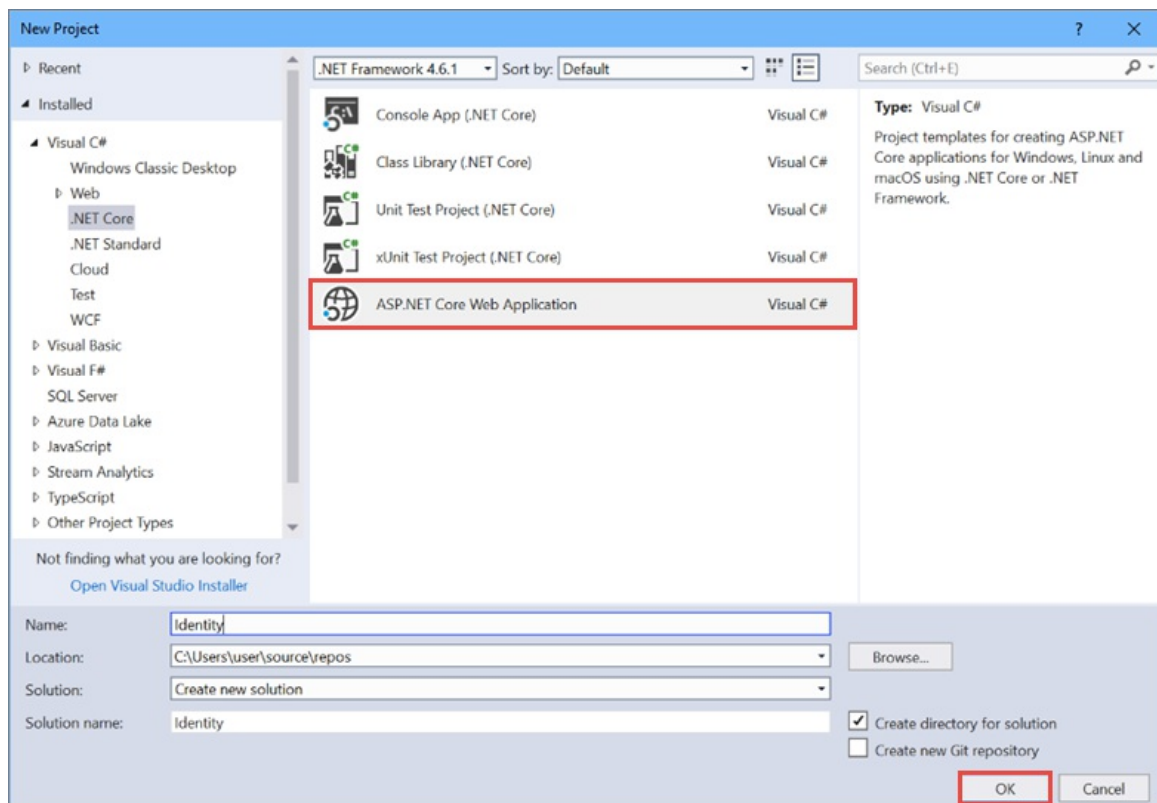 New Project
?
Recent
Installed
Visual C#
Windows Classic Desktop
Web
.NET Core
.NET Standard
Cloud
Test
WCF
Visual Basic
Visual F#
SQL Server
Azure Data Lake
JavaScript
Stream Analytics
TypeScript
Other Project Types
Not finding what you are looking for?
Open Visual Studio Installer
.NET Framework 4.6.1 Sort by: Default
Console App (.NET Core) Visual C#
Class Library (.NET Core) Visual C#
Unit Test Project (.NET Core) Visual C#
xUnit Test Project (.NET Core) Visual C#
ASP.NET Core Web Application Visual C#
Search (Ctrl+E)
Type: Visual C#
Project templates for creating ASP.NET
Core applications for Windows, Linux and
macOS using .NET Core or .NET
Framework.
Name: Identity
Location: C:\Users\user\source\repos Browse...
Solution: Create new solution
Solution name: Identity
Create directory for solution
Create new Git repository
OK Cancel